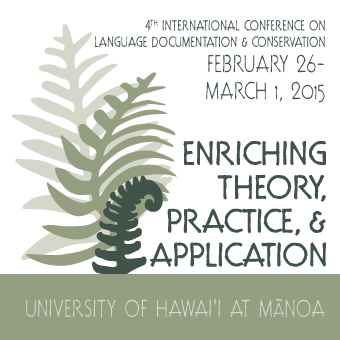 4TH INTERNATIONAL CONFERENCE ON
LANGUAGE DOCUMENTATION & CONSERVATION
FEBRUARY 26-
MARCH 1, 2015
ENRICHING
THEORY,
PRACTICE, &
APPLICATION
UNIVERSITY OF HAWAI'I AT MĀNOA